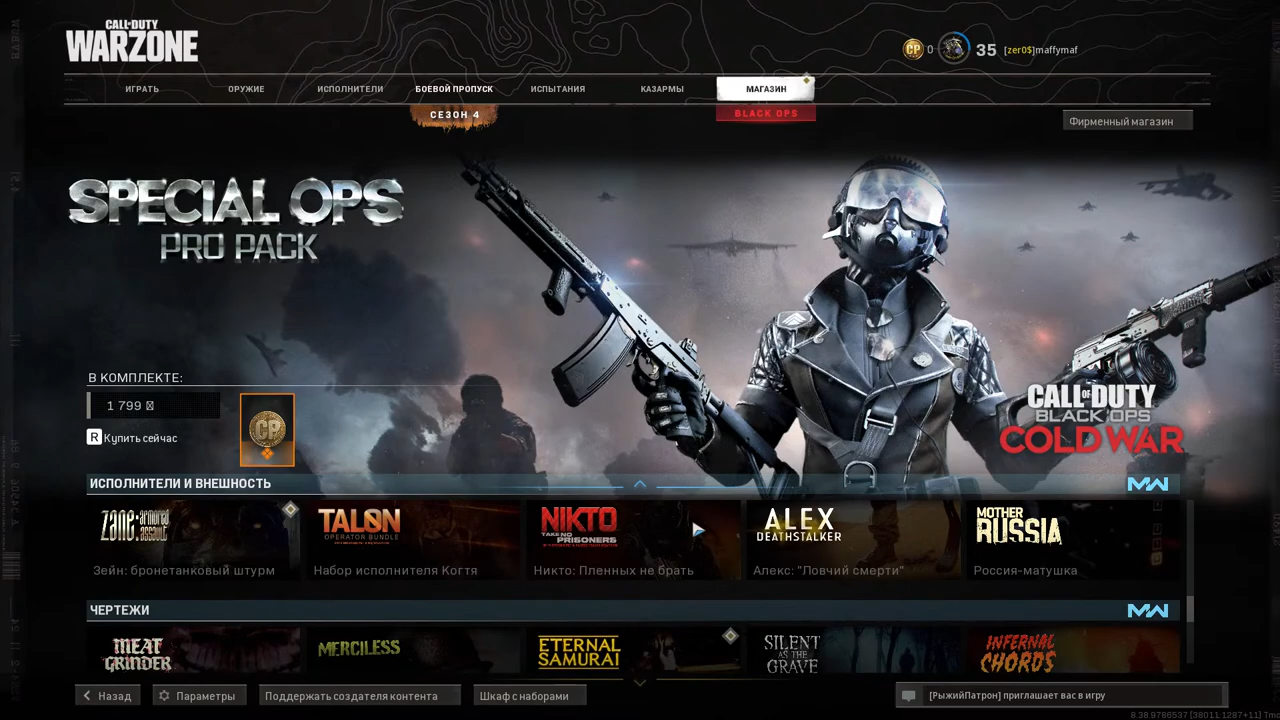 CALL OF DUTY
WARZONE
CP 0 35 [zer0$]maffymaf
ИГРАТЬ ОРУЖИЕ ИСПОЛНИТЕЛИ БОЕВОЙ ПРОПУСК ИСПЫТАНИЯ КАЗАРМЫ МАГАЗИН
СЕЗОН 4 BLACK OPS
Фирменный магазин
SPECIAL OPS
PRO PACK
В КОМПЛЕКТЕ:
1 799
CP
R Купить сейчас
CALL OF DUTY
BLACK OPS
COLD WAR
ИСПОЛНИТЕЛИ И ВНЕШНОСТЬ MW
zane: armored assault
TALON
OPERATOR BUNDLE
NIKTO
TAKE NO PRISONERS
ALEX
DEATHSTALKER
MOTHER
RUSSIA
Зейн: бронетанковый штурм Набор исполнителя Когтя Никто: Пленных не брать Алекс: "Ловчий смерти" Россия-матушка
ЧЕРТЕЖИ MW
MEAT
GRINDER
MERCILESS
ETERNAL
SAMURAI
SILENT
AS THE
GRAVE
INFERNAL
CHORDS
Назад Параметры Поддержать создателя контента Шкаф с наборами [РыжийПатрон] приглашает вас в игру